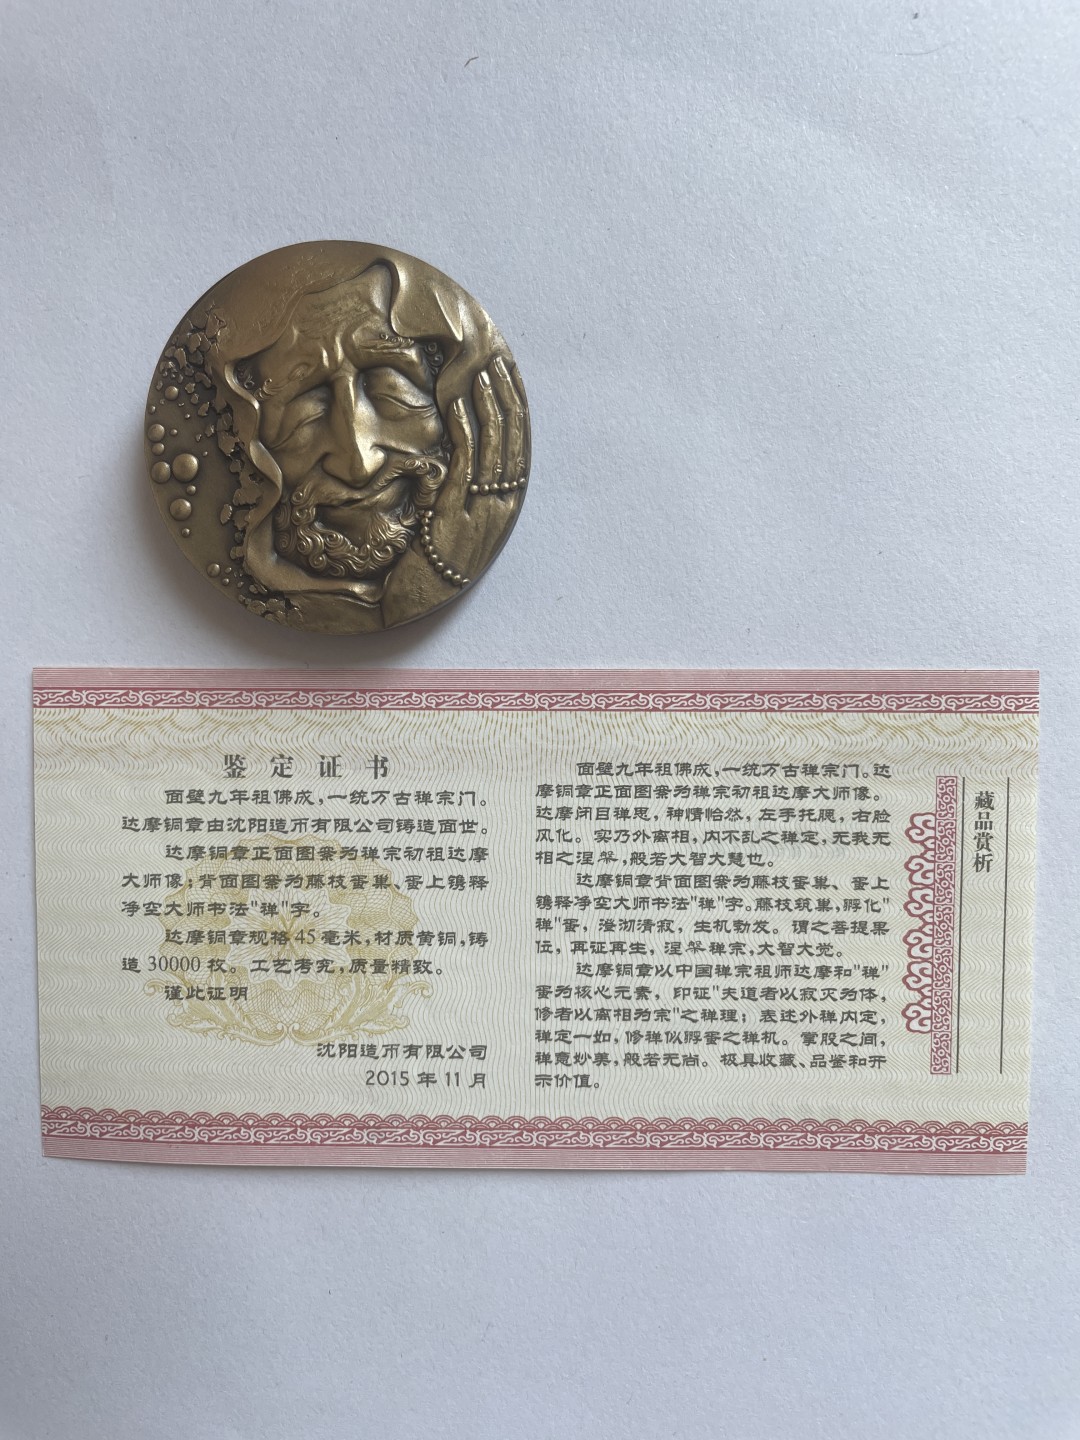 鉴定证书
面壁九年祖佛成，一统万古禅宗门。
达摩铜章由沈阳造币有限公司铸造面世。
达摩铜章正面图案为禅宗初祖达摩
大师像；背面图案为藤枝蛋巢、蛋上镌释
净空大师书法"禅"字。
达摩铜章规格45毫米，材质黄铜，铸
造30000枚。工艺考究，质量精致。
谨此证明
沈阳造币有限公司
2015年11月
面壁九年祖佛成，一统万古禅宗门。达
摩铜章正面图案为禅宗初祖达摩大师像。
达摩闭目禅思，神情怡然，左手托腮，右脸
风化。实乃外离相，内不乱之禅定，无我无
相之涅槃，般若大智大慧也。
达摩铜章背面图案为藤枝蛋巢、蛋上
镌释净空大师书法"禅"字。藤枝筑巢，孵化"
禅"蛋，澄沏清寂，生机勃发。谓之菩提果
位，再证再生，涅槃禅宗，大智大觉。
达摩铜章以中国禅宗祖师达摩和"禅"
蛋为核心元素，印证"夫道者以寂灭为体，
修者以离相为宗"之禅理；表述外禅内定，
禅定一如，修禅似孵蛋之禅机。掌股之间，
禅意妙美，般若无尚。极具收藏、品鉴和开
示价值。
藏品赏析